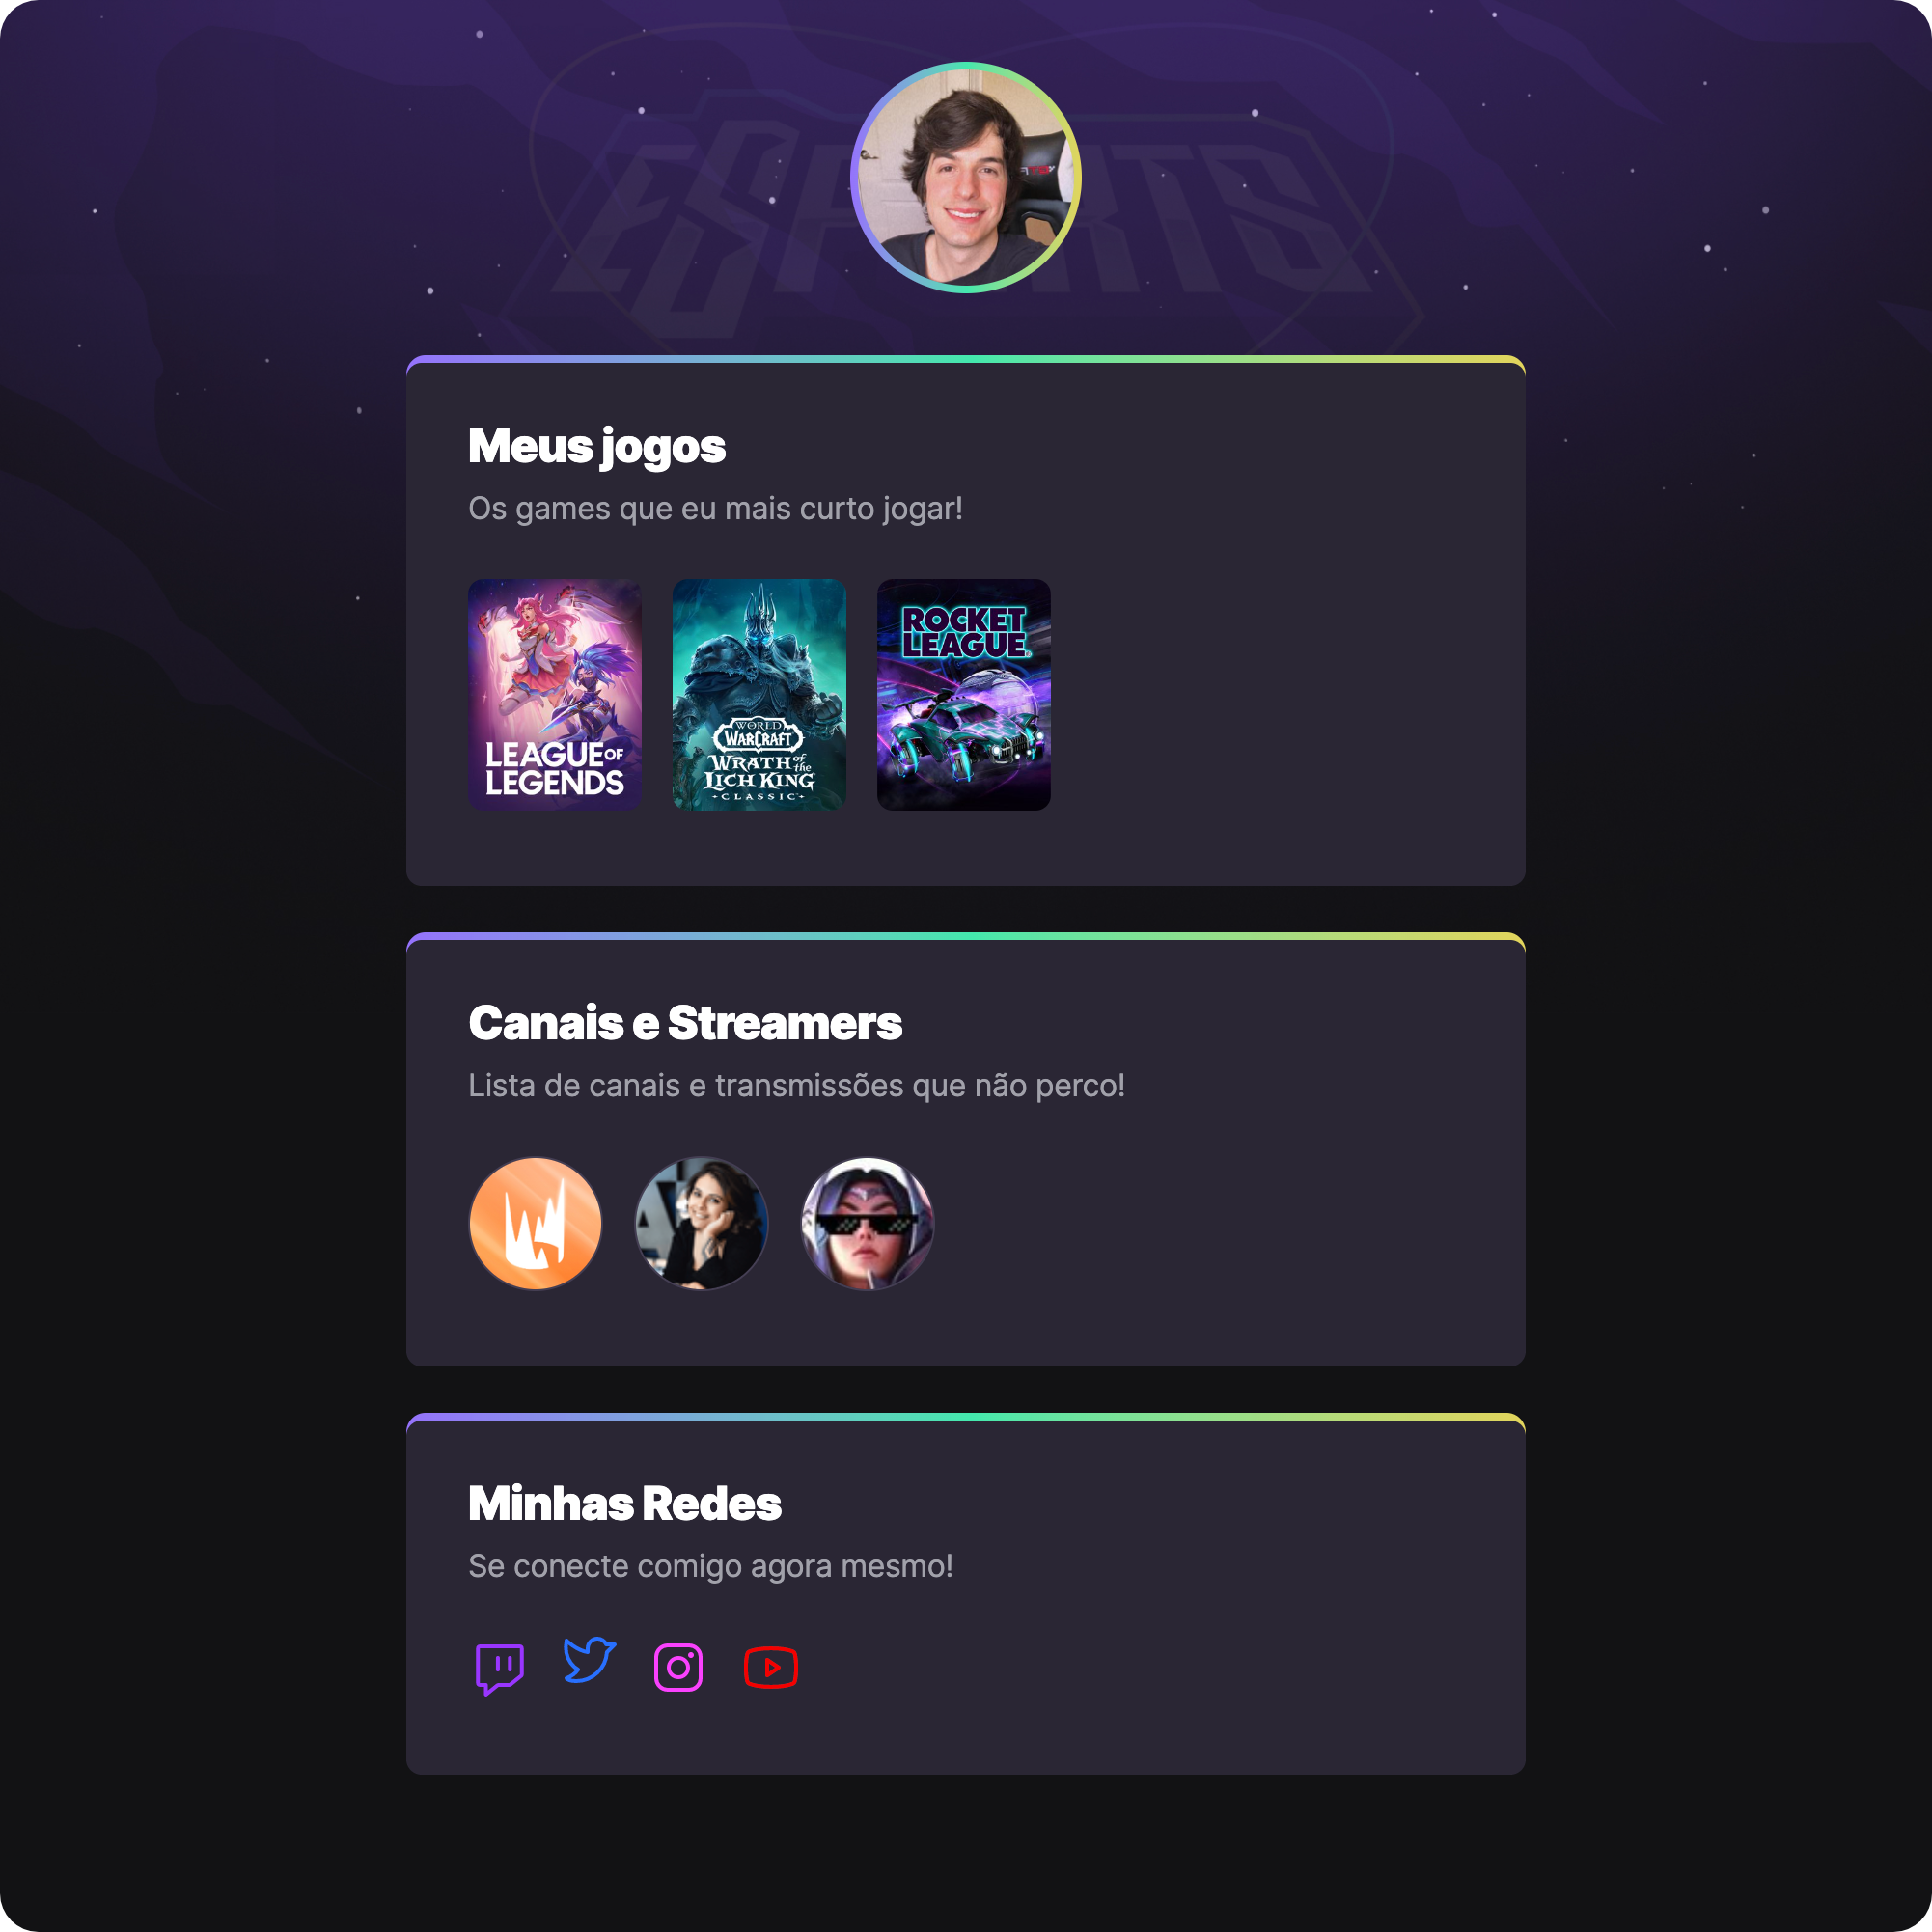 ESPORTS
Meus jogos
Os games que eu mais curto jogar!
LEAGUE OF
LEGENDS
WORLD
WARCRAFT
WRATH of the
LICH KING
CLASSIC
ROCKET
LEAGUE
Canais e Streamers
Lista de canais e transmissões que não perco!
Minhas Redes
Se conecte comigo agora mesmo!